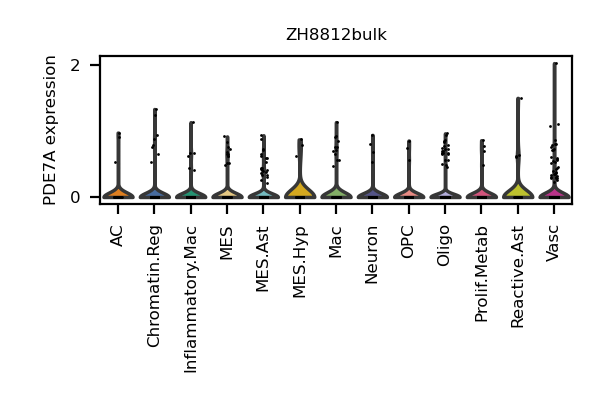 ZH8812bulk
PDE7A expression
2
0
AC
Chromatin.Reg
Inflammatory.Mac
MES
MES.Ast
MES.Hyp
Mac
Neuron
OPC
Oligo
Prolif.Metab
Reactive.Ast
Vasc